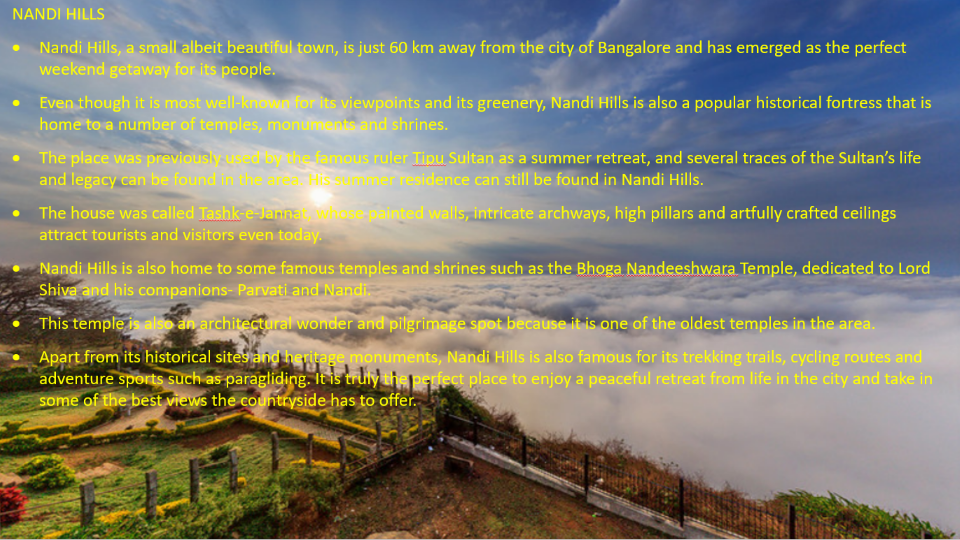 NANDI HILLS
• Nandi Hills, a small albeit beautiful town, is just 60 km away from the city of Bangalore and has emerged as the perfect
weekend getaway for its people.
• Even though it is most well-known for its viewpoints and its greenery, Nandi Hills is also a popular historical fortress that is
home to a number of temples, monuments and shrines.
• The place was previously used by the famous ruler Tipu Sultan as a summer retreat, and several traces of the Sultan’s life
and legacy can be found in the area. His summer residence can still be found in Nandi Hills.
• The house was called Tashk-e-Jannat, whose painted walls, intricate archways, high pillars and artfully crafted ceilings
attract tourists and visitors even today.
• Nandi Hills is also home to some famous temples and shrines such as the Bhoga Nandeeshwara Temple, dedicated to Lord
Shiva and his companions- Parvati and Nandi.
• This temple is also an architectural wonder and pilgrimage spot because it is one of the oldest temples in the area.
• Apart from its historical sites and heritage monuments, Nandi Hills is also famous for its trekking trails, cycling routes and
adventure sports such as paragliding. It is truly the perfect place to enjoy a peaceful retreat from life in the city and take in
some of the best views the countryside has to offer.